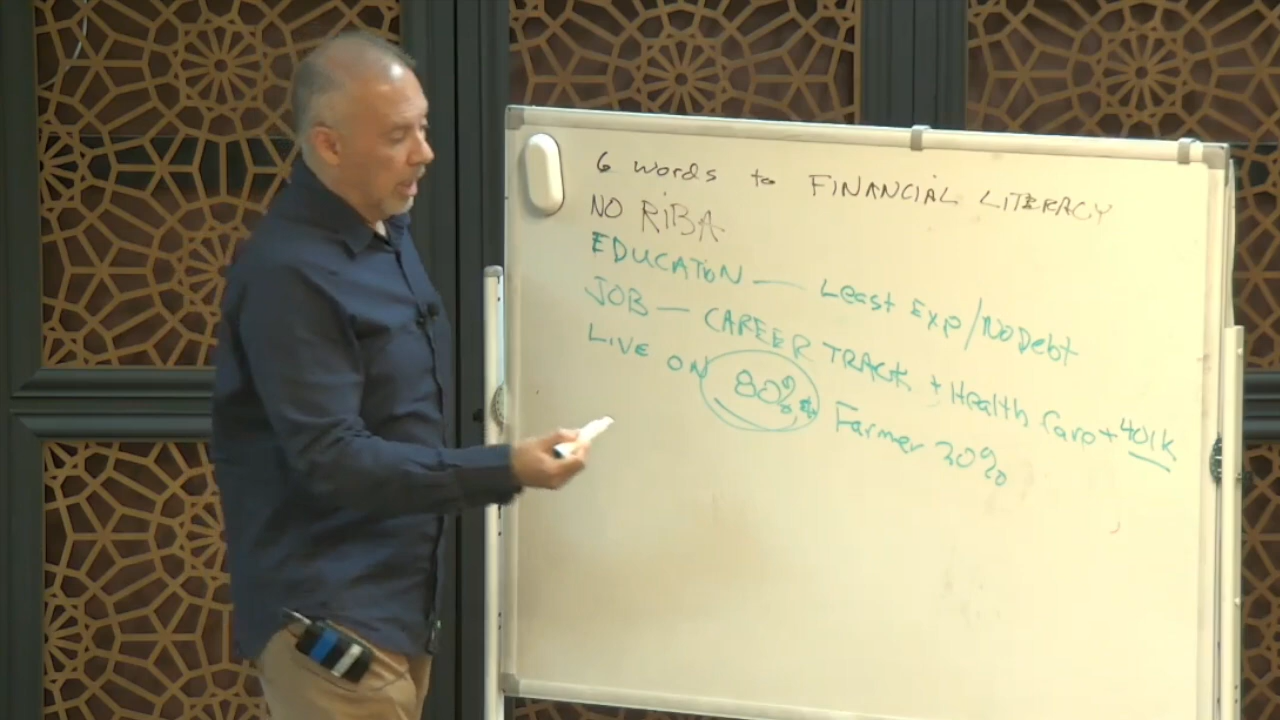 6 words to FINANCIAL LITERACY
NO RIBA
EDUCATION — Least Exp/No Debt
JOB — CAREER TRACK + Health Care + 401K
LIVE ON 80% Farmer 20%